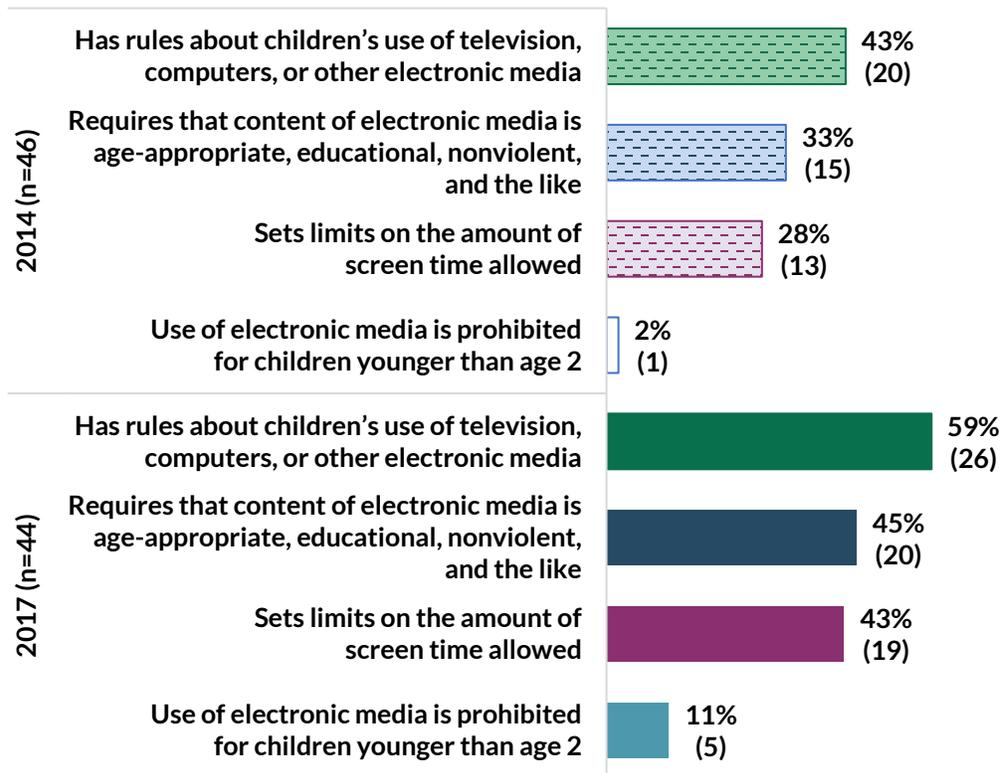 2014 (n=46)
Has rules about children’s use of television,
computers, or other electronic media
43%
(20)
Requires that content of electronic media is
age-appropriate, educational, nonviolent,
and the like
33%
(15)
Sets limits on the amount of
screen time allowed
28%
(13)
Use of electronic media is prohibited
for children younger than age 2
2%
(1)
2017 (n=44)
Has rules about children’s use of television,
computers, or other electronic media
59%
(26)
Requires that content of electronic media is
age-appropriate, educational, nonviolent,
and the like
45%
(20)
Sets limits on the amount of
screen time allowed
43%
(19)
Use of electronic media is prohibited
for children younger than age 2
11%
(5)